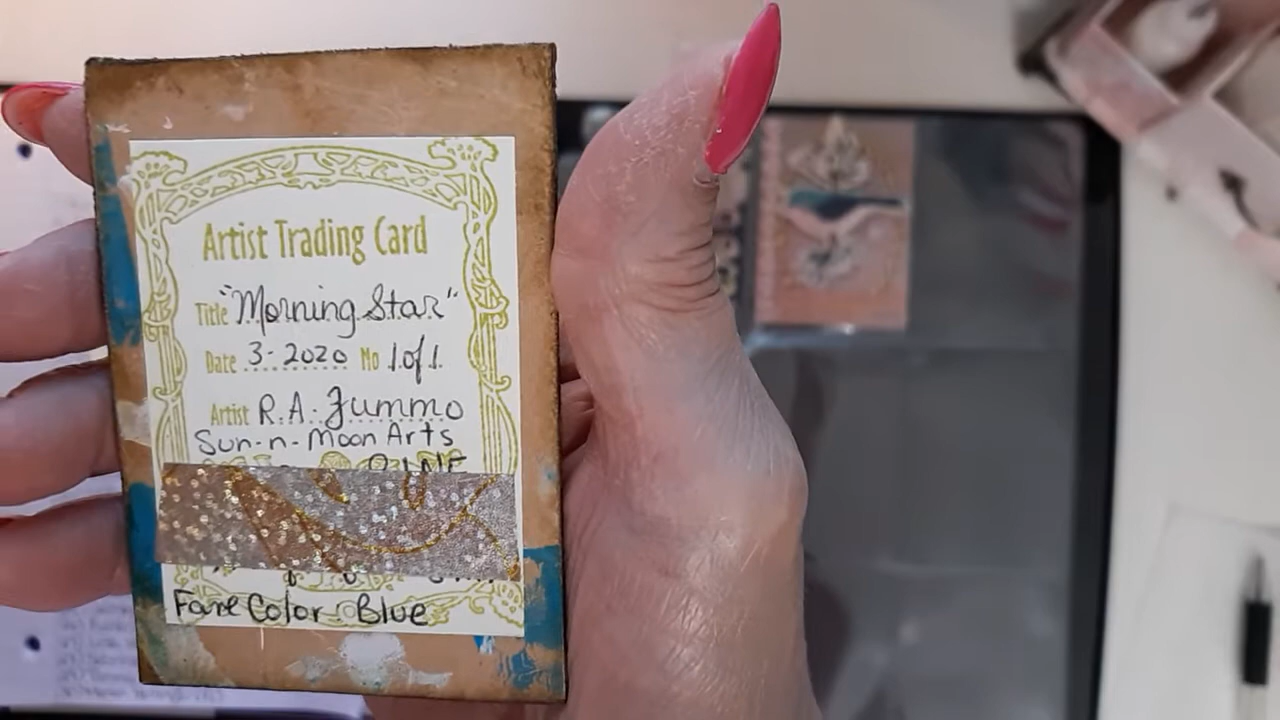 Artist Trading Card
Title "Morning Star"
Date 3-2020 No 1 of 1
Artist R.A. Zummo
Sun-n-Moon Arts
Fave Color Blue